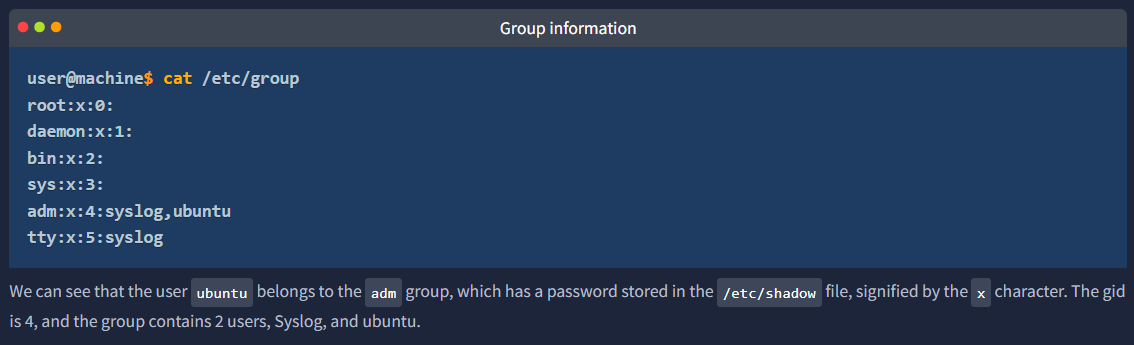 Group information
user@machine$ cat /etc/group
root:x:0:
daemon:x:1:
bin:x:2:
sys:x:3:
adm:x:4:syslog,ubuntu
tty:x:5:syslog
We can see that the user ubuntu belongs to the adm group, which has a password stored in the /etc/shadow file, signified by the x character. The gid
is 4, and the group contains 2 users, Syslog, and ubuntu.